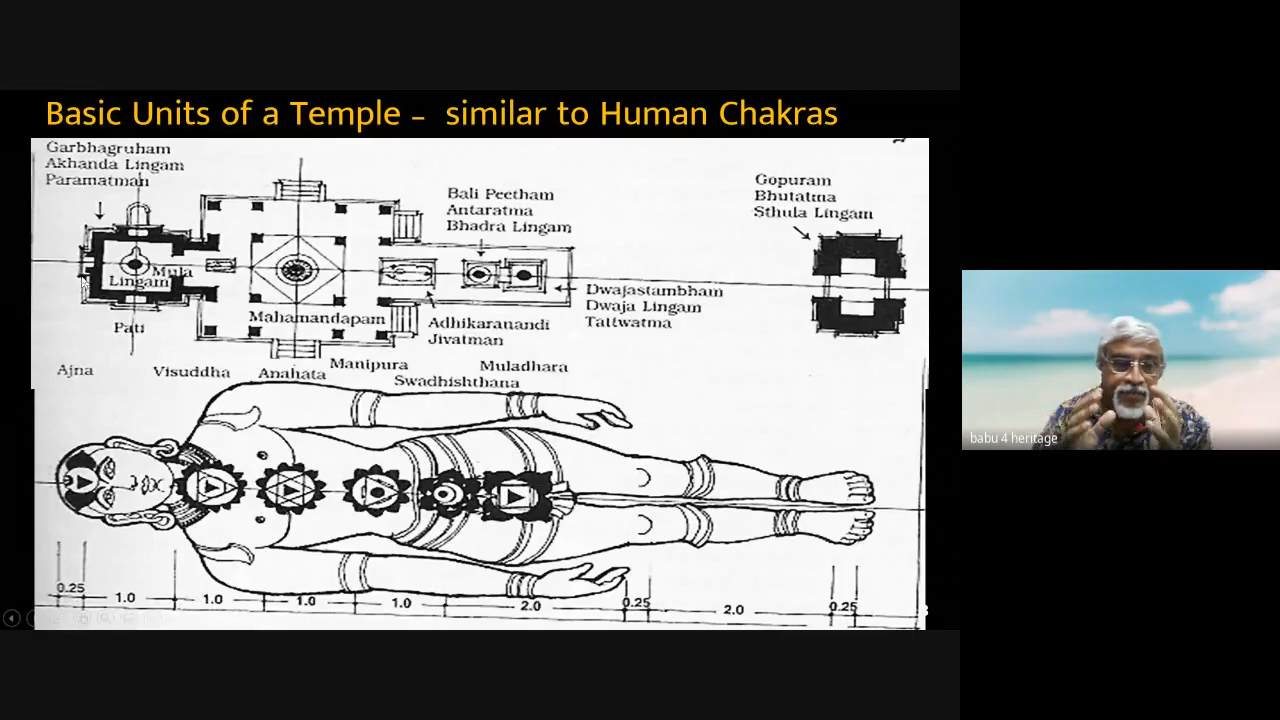 Basic Units of a Temple – similar to Human Chakras
Garbhagruham
Akhanda Lingam
Paramatman
Bali Peetham
Antaratma
Bhadra Lingam
Gopuram
Bhutatma
Sthula Lingam
Mula
Lingam
Dwajastambham
Dwaja Lingam
Tattwatma
Mahamandapam
Adhikaranandi
Jivatman
Pati
Ajna
Visuddha
Anahata
Manipura
Swadhishthana
Muladhara
0.25
1.0
1.0
1.0
1.0
2.0
0.25
2.0
0.25
babu 4 heritage